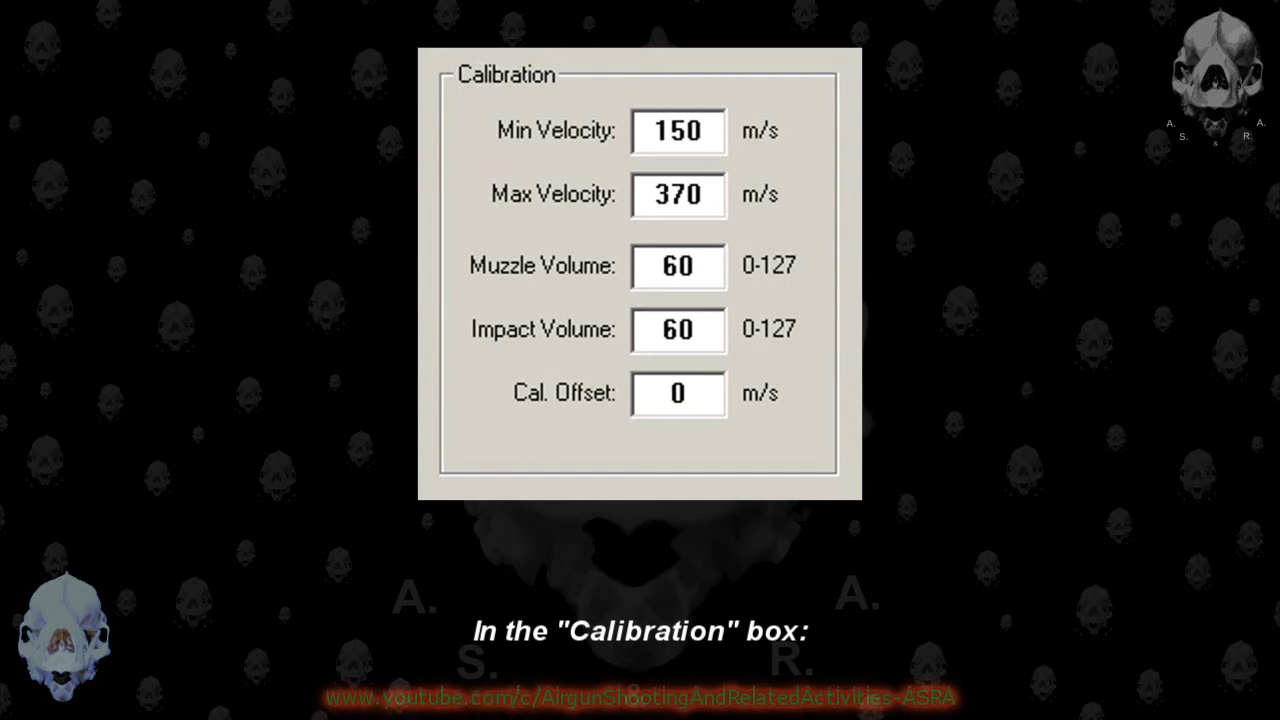 Calibration
Min Velocity: 150 m/s
Max Velocity: 370 m/s
Muzzle Volume: 60 0-127
Impact Volume: 60 0-127
Cal. Offset: 0 m/s
A. A.
S. R.
&
A. A.
In the "Calibration" box:
S. R.
www.youtube.com/c/AirgunShootingAndRelatedActivities-ASRA